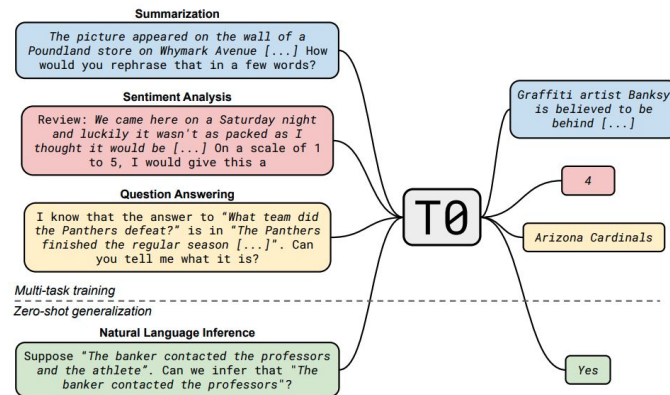 Summarization
The picture appeared on the wall of a
Poundland store on Whymark Avenue [...] How
would you rephrase that in a few words?
Sentiment Analysis
Review: We came here on a Saturday night
and luckily it wasn't as packed as I
thought it would be [...] On a scale of 1
to 5, I would give this a
Question Answering
I know that the answer to “What team did
the Panthers defeat?” is in “The Panthers
finished the regular season [...]”. Can
you tell me what it is?
Multi-task training
Zero-shot generalization
Natural Language Inference
Suppose “The banker contacted the professors
and the athlete”. Can we infer that "The
banker contacted the professors"?
T0
Graffiti artist Banksy
is believed to be
behind [...]
4
Arizona Cardinals
Yes